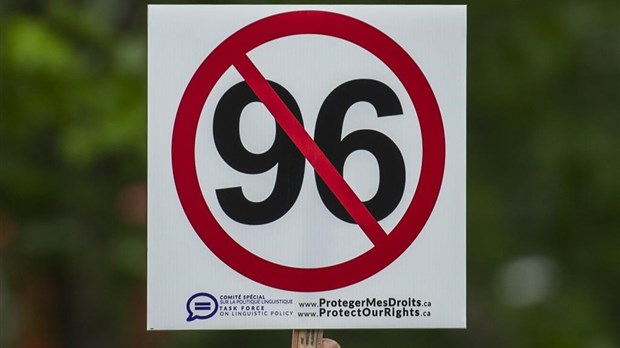 96
COMITÉ SPÉCIAL
SUR LA POLITIQUE LINGUISTIQUE
TASK FORCE
ON LINGUISTIC POLICY
www.ProtegerMesDroits.ca
www.ProtectOurRights.ca